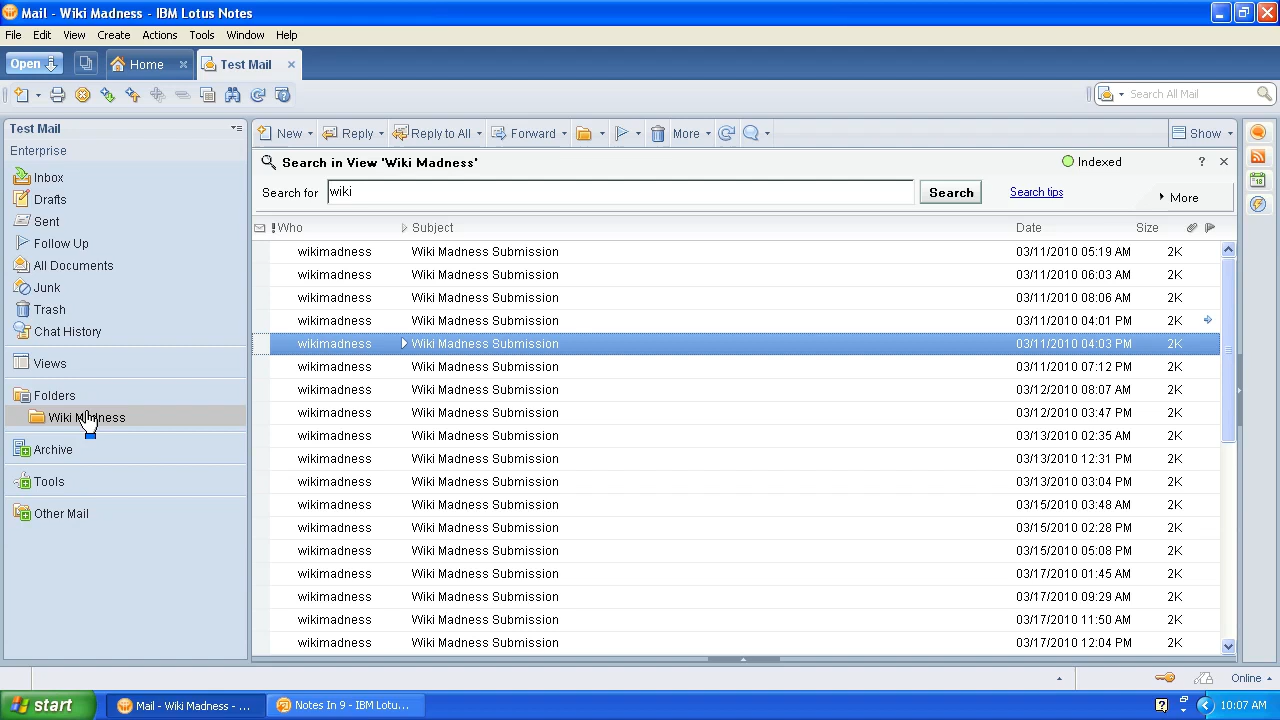 Mail - Wiki Madness - IBM Lotus Notes
File Edit View Create Actions Tools Window Help
Open Home Test Mail
Search All Mail
Test Mail
Enterprise
Inbox
Drafts
Sent
Follow Up
All Documents
Junk
Trash
Chat History
Views
Folders
Wiki Madness
Archive
Tools
Other Mail
New Reply Reply to All Forward More Show
Search in View 'Wiki Madness' Indexed ?
Search for wiki Search Search tips More
! Who Subject Date Size
wikimadness Wiki Madness Submission 03/11/2010 05:19 AM 2K
wikimadness Wiki Madness Submission 03/11/2010 06:03 AM 2K
wikimadness Wiki Madness Submission 03/11/2010 08:06 AM 2K
wikimadness Wiki Madness Submission 03/11/2010 04:01 PM 2K
wikimadness Wiki Madness Submission 03/11/2010 04:03 PM 2K
wikimadness Wiki Madness Submission 03/11/2010 07:12 PM 2K
wikimadness Wiki Madness Submission 03/12/2010 08:07 AM 2K
wikimadness Wiki Madness Submission 03/12/2010 03:47 PM 2K
wikimadness Wiki Madness Submission 03/13/2010 02:35 AM 2K
wikimadness Wiki Madness Submission 03/13/2010 12:31 PM 2K
wikimadness Wiki Madness Submission 03/13/2010 03:04 PM 2K
wikimadness Wiki Madness Submission 03/15/2010 03:48 AM 2K
wikimadness Wiki Madness Submission 03/15/2010 02:28 PM 2K
wikimadness Wiki Madness Submission 03/15/2010 05:08 PM 2K
wikimadness Wiki Madness Submission 03/17/2010 01:45 AM 2K
wikimadness Wiki Madness Submission 03/17/2010 09:29 AM 2K
wikimadness Wiki Madness Submission 03/17/2010 11:50 AM 2K
wikimadness Wiki Madness Submission 03/17/2010 12:04 PM 2K
Online
start Mail - Wiki Madness - ... Notes In 9 - IBM Lotu... ? 10:07 AM